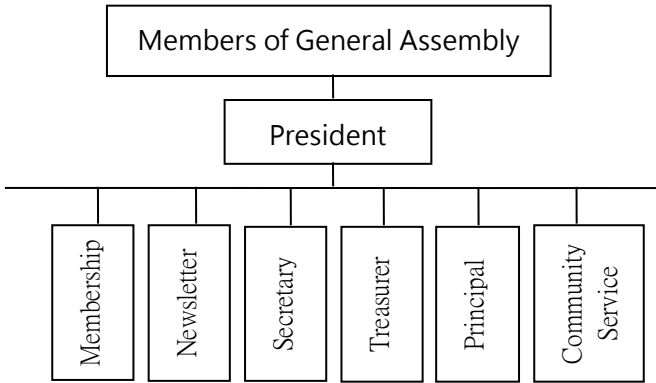 Members of General Assembly
President
Membership
Newsletter
Secretary
Treasurer
Principal
Community
Service